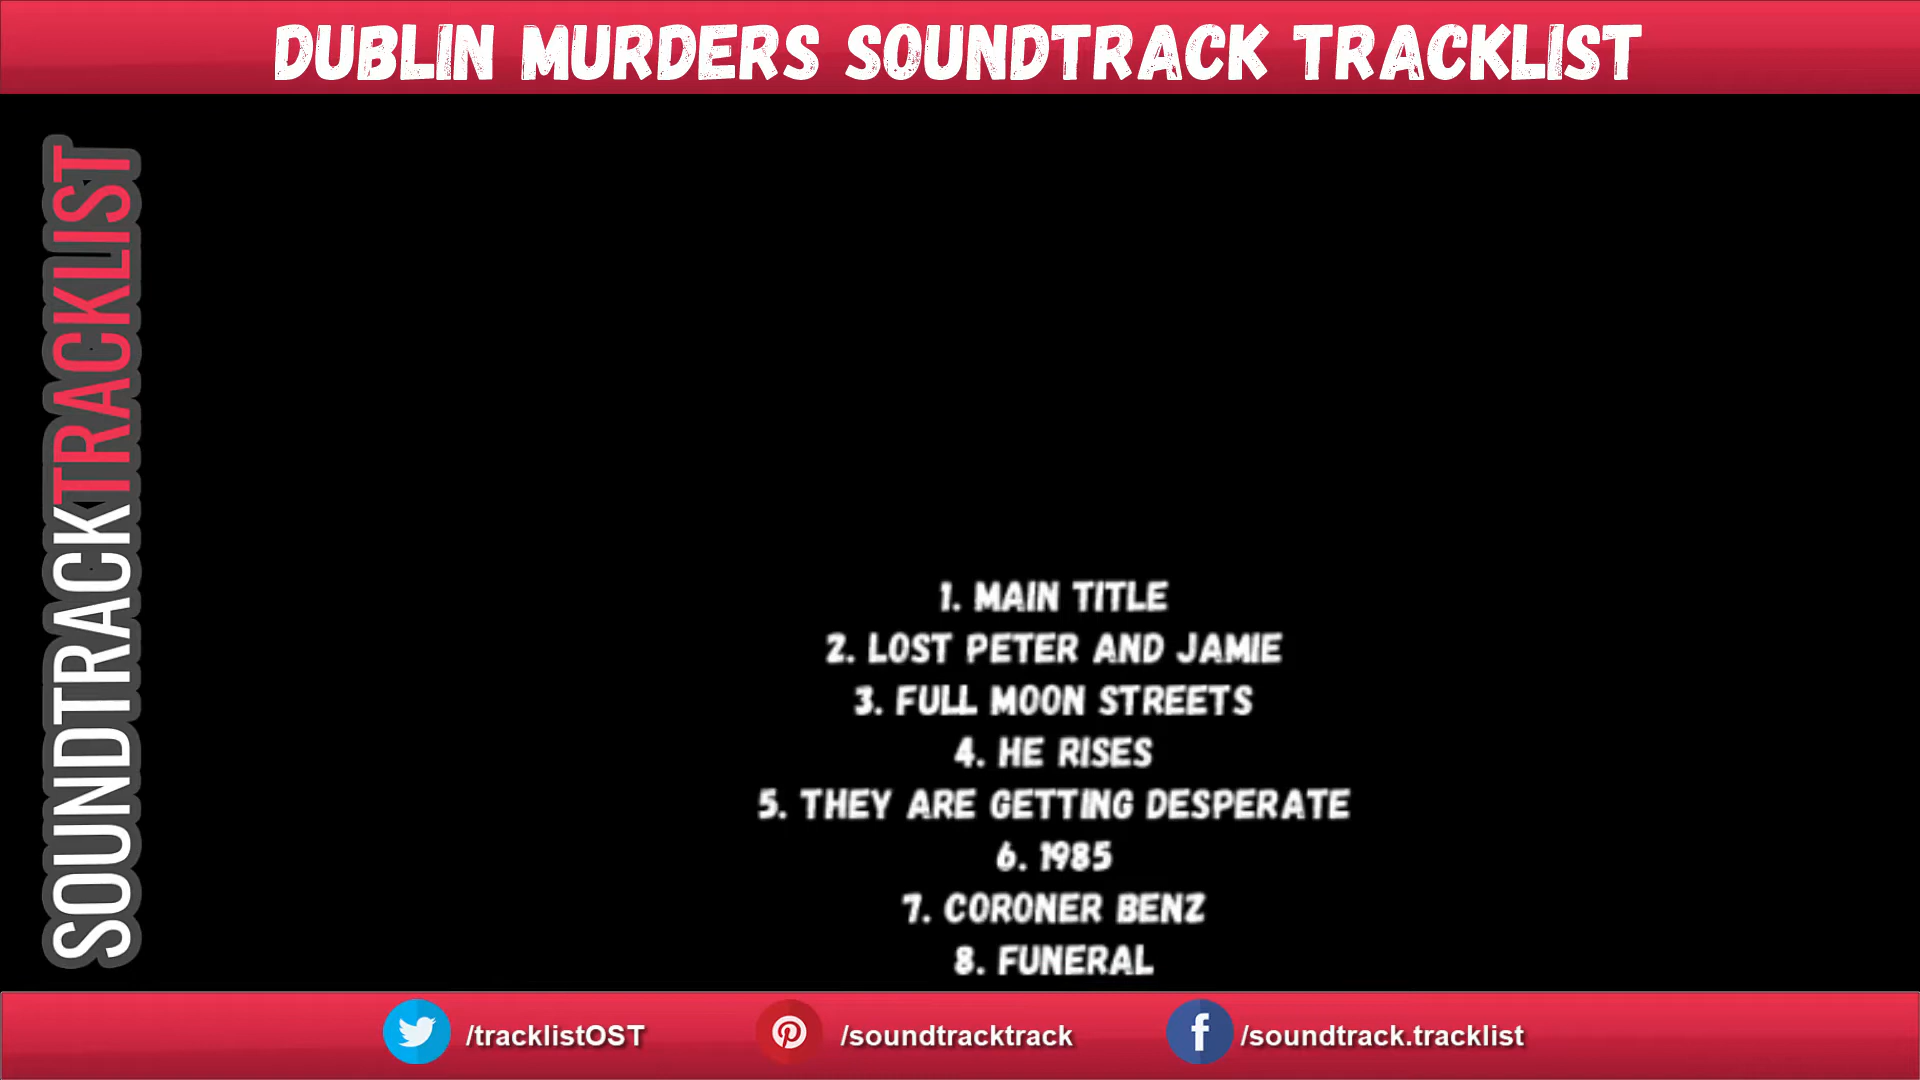 DUBLIN MURDERS SOUNDTRACK TRACKLIST
SOUNDTRACKTRACKLIST
1. MAIN TITLE
2. LOST PETER AND JAMIE
3. FULL MOON STREETS
4. HE RISES
5. THEY ARE GETTING DESPERATE
6. 1985
7. CORONER BENZ
8. FUNERAL
/tracklistOST /soundtracktrack /soundtrack.tracklist